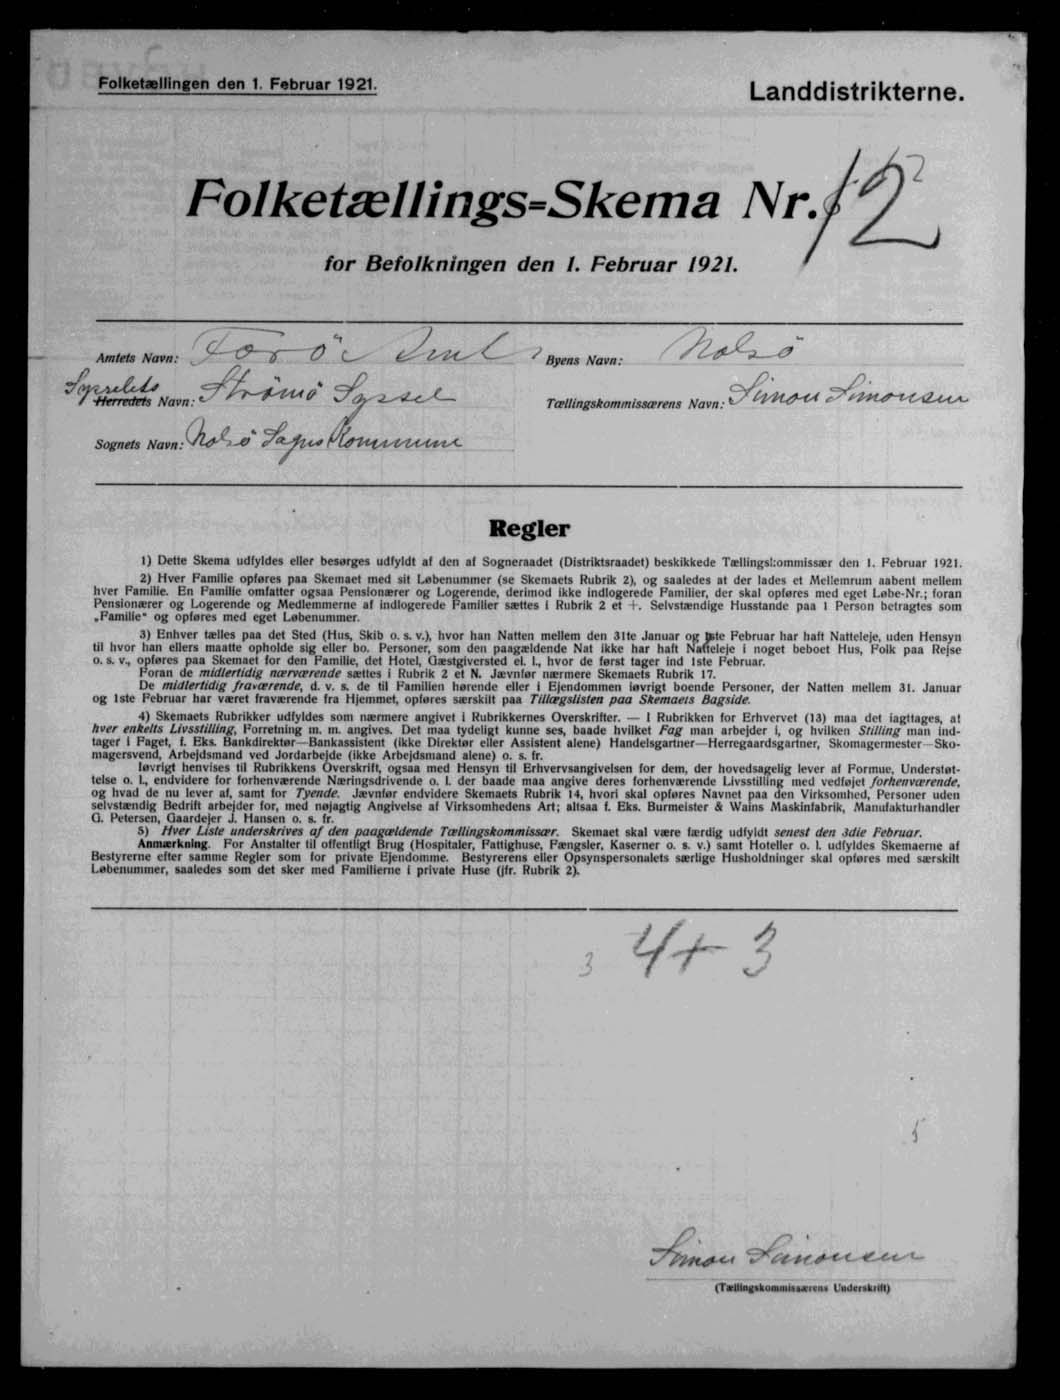 Folketællingen den 1. Februar 1921.
Landdistrikterne.
Folketællings=Skema Nr. 12
for Befolkningen den 1. Februar 1921.
Amtets Navn: Færö Amt
Byens Navn: Nolsö
Sysselets
Herredets Navn: Strömö Syssel
Tællingskommissærens Navn: Simon Simonsen
Sognets Navn: Nolsö Sogns Kommune
Regler
1) Dette Skema udfyldes eller besørges udfyldt af den af Sogneraadet (Distriktsraadet) beskikkede Tællingskommissær den 1. Februar 1921.
2) Hver Familie opføres paa Skemaet med sit Løbenummer (se Skemaets Rubrik 2), og saaledes at der lades et Mellemrum aabent mellem
hver Familie. En Familie omfatter ogsaa Pensionærer og Logerende, derimod ikke indlogerede Familier, der skal opføres med eget Løbe-Nr.; foran
Pensionærer og Logerende og Medlemmerne af indlogerede Familier sættes i Rubrik 2 et +. Selvstændige Husstande paa 1 Person betragtes som
„Familie“ og opføres med eget Løbenummer.
3) Enhver tælles paa det Sted (Hus, Skib o. s. v.), hvor han Natten mellem den 31te Januar og 1ste Februar har haft Natteleje, uden Hensyn
til hvor han ellers maatte opholde sig eller bo. Personer, som den paagældende Nat ikke har haft Natteleje i noget beboet Hus, Folk paa Rejse
o. s. v., opføres paa Skemaet for den Familie, det Hotel, Gæstgiversted el. l., hvor de først tager ind 1ste Februar.
Foran de midlertidig nærværende sættes i Rubrik 2 et N. Jævnfør nærmere Skemaets Rubrik 17.
De midlertidig fraværende, d. v. s. de til Familien hørende eller i Ejendommen iøvrigt boende Personer, der Natten mellem 31. Januar
og 1ste Februar har været fraværende fra Hjemmet, opføres særskilt paa Tillægslisten paa Skemaets Bagside.
4) Skemaets Rubrikker udfyldes som nærmere angivet i Rubrikkernes Overskrifter. — I Rubrikken for Erhvervet (13) maa det iagttages, at
hver enkelts Livsstilling, Forretning m. m. angives. Det maa tydeligt kunne ses, baade hvilket Fag man arbejder i, og hvilken Stilling man ind-
tager i Faget, f. Eks. Bankdirektør—Bankassistent (ikke Direktør eller Assistent alene) Handelsgartner—Herregaardsgartner, Skomagermester—Sko-
magersvend, Arbejdsmand ved Jordarbejde (ikke Arbejdsmand alene) o. s. fr.
Iøvrigt henvises til Rubrikkens Overskrift, ogsaa med Hensyn til Erhvervsangivelsen for dem, der hovedsagelig lever af Formue, Understøt-
telse o. l., endvidere for forhenværende Næringsdrivende o. l. der baade maa angive deres forhenværende Livsstilling med vedføjet forhenværende,
og hvad de nu lever af, samt for Tyende. Jævnfør endvidere Skemaets Rubrik 14, hvori skal opføres Navnet paa den Virksomhed, Personer uden
selvstændig Bedrift arbejder for, med nøjagtig Angivelse af Virksomhedens Art; altsaa f. Eks. Burmeister & Wains Maskinfabrik, Manufakturhandler
G. Petersen, Gaardejer J. Hansen o. s. fr.
5) Hver Liste underskrives af den paagældende Tællingskommissær. Skemaet skal være færdig udfyldt senest den 3die Februar.
Anmærkning. For Anstalter til offentligt Brug (Hospitaler, Fattighuse, Fængsler, Kaserner o. s. v.) samt Hoteller o. l. udfyldes Skemaerne af
Bestyrerne efter samme Regler som for private Ejendomme. Bestyrerens eller Opsynspersonalets særlige Husholdninger skal opføres med særskilt
Løbenummer, saaledes som det sker med Familierne i private Huse (jfr. Rubrik 2).
3 4+ 3
5
Simon Simonsen
(Tællingskommissærens Underskrift)